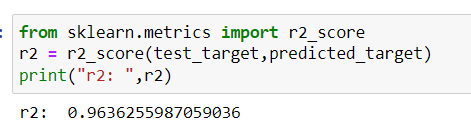 from sklearn.metrics import r2_score
r2 = r2_score(test_target,predicted_target)
print("r2: ",r2)
r2:  0.9636255987059036